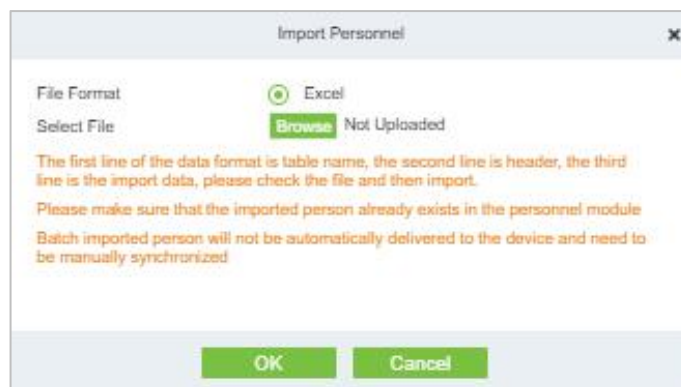 Import Personnel
File Format Excel
Select File Browse Not Uploaded
The first line of the data format is table name, the second line is header, the third
line is the import data, please check the file and then import.
Please make sure that the imported person already exists in the personnel module
Batch imported person will not be automatically delivered to the device and need to
be manually synchronized
OK Cancel